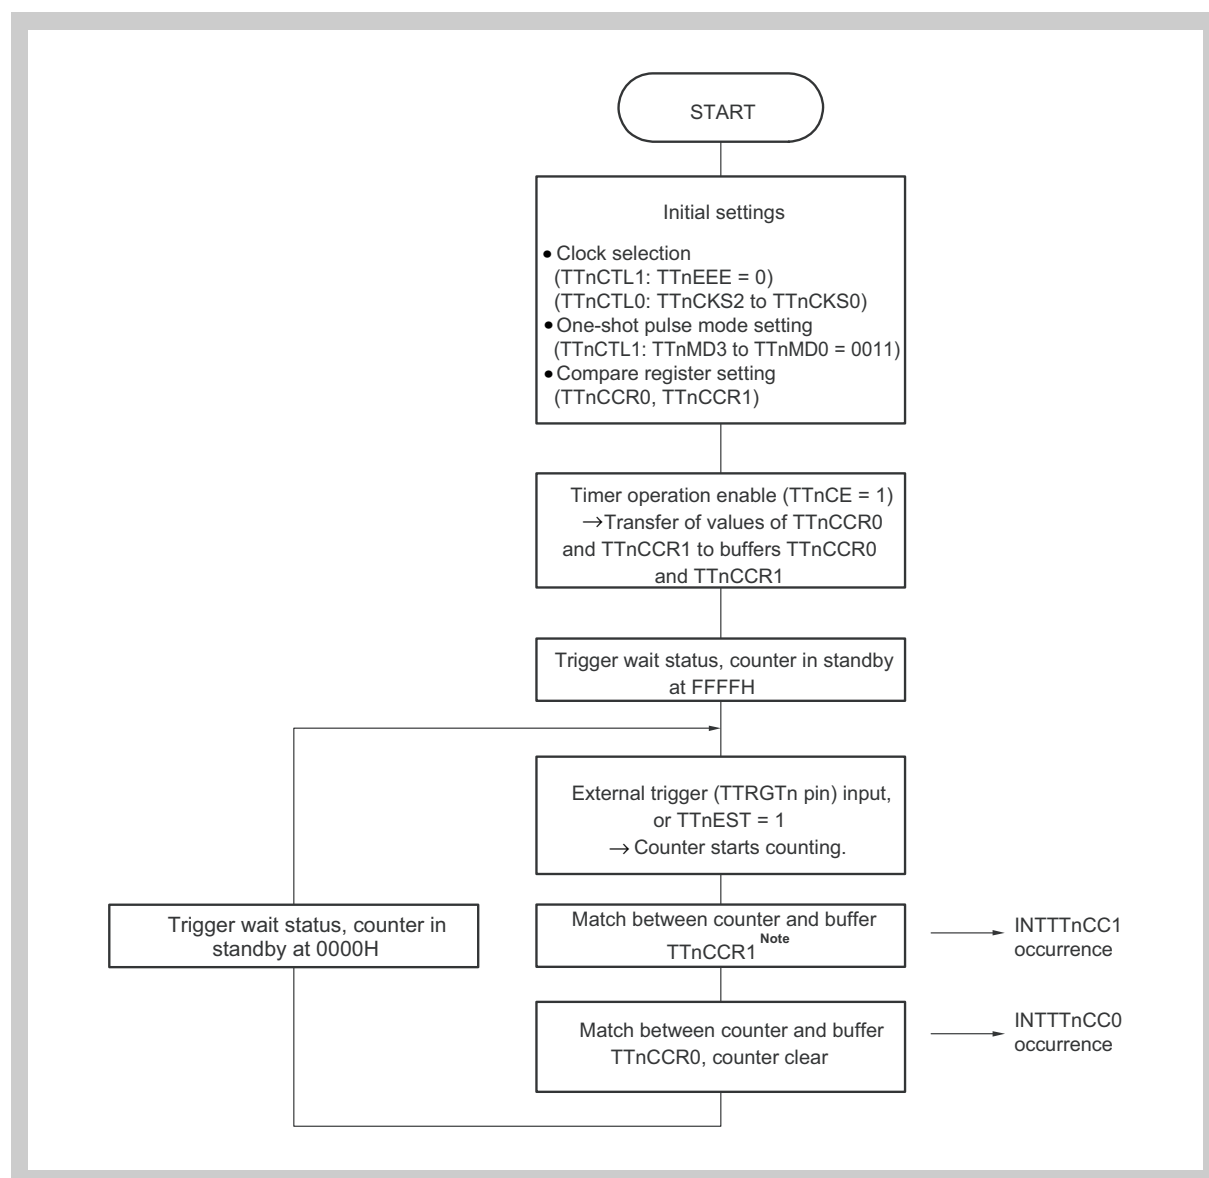 START
Initial settings
● Clock selection
(TTnCTL1: TTnEEE = 0)
(TTnCTL0: TTnCKS2 to TTnCKS0)
● One-shot pulse mode setting
(TTnCTL1: TTnMD3 to TTnMD0 = 0011)
● Compare register setting
(TTnCCR0, TTnCCR1)
Timer operation enable (TTnCE = 1)
→Transfer of values of TTnCCR0
and TTnCCR1 to buffers TTnCCR0
and TTnCCR1
Trigger wait status, counter in standby
at FFFFH
External trigger (TTRGTn pin) input,
or TTnEST = 1
→ Counter starts counting.
Trigger wait status, counter in
standby at 0000H
Match between counter and buffer
TTnCCR1 Note
INTTTnCC1
occurrence
Match between counter and buffer
TTnCCR0, counter clear
INTTTnCC0
occurrence